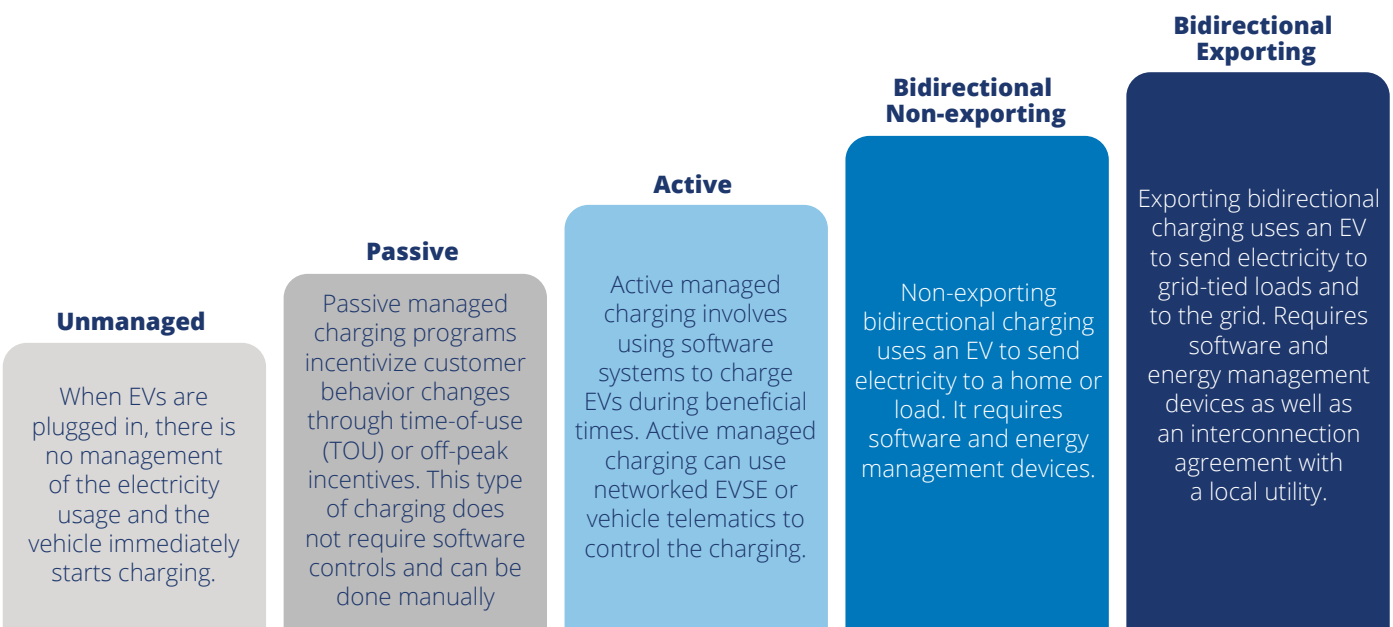 Unmanaged
When EVs are
plugged in, there is
no management
of the electricity
usage and the
vehicle immediately
starts charging.
Passive
Passive managed
charging programs
incentivize customer
behavior changes
through time-of-use
(TOU) or off-peak
incentives. This type
of charging does
not require software
controls and can be
done manually
Active
Active managed
charging involves
using software
systems to charge
EVs during beneficial
times. Active managed
charging can use
networked EVSE or
vehicle telematics to
control the charging.
Bidirectional
Non-exporting
Non-exporting
bidirectional charging
uses an EV to send
electricity to a home or
load. It requires
software and energy
management devices.
Bidirectional
Exporting
Exporting bidirectional
charging uses an EV
to send electricity to
grid-tied loads and
to the grid. Requires
software and
energy management
devices as well as
an interconnection
agreement with
a local utility.